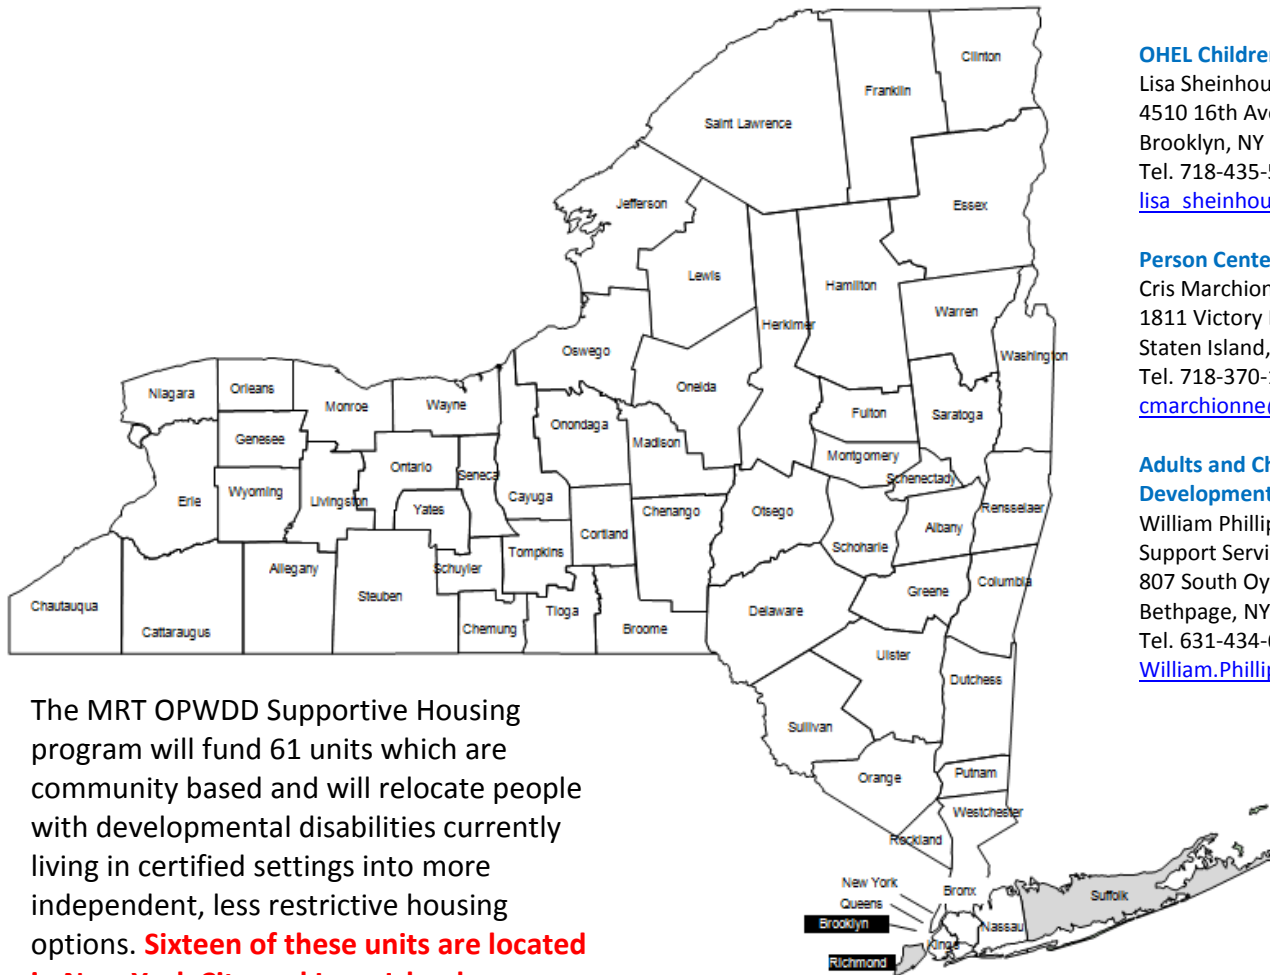 Clinton
Franklin
Saint Lawrence
Jefferson
Essex
Lewis
Hamilton
Herkimer
Warren
Washington
Oswego
Oneida
Niagara
Orleans
Monroe
Wayne
Fulton
Saratoga
Onondaga
Madison
Genesee
Montgomery
Ontario
Seneca
Schenectady
Erie
Wyoming
Livingston
Yates
Cayuga
Chenango
Otsego
Rensselaer
Albany
Cortland
Schoharie
Tompkins
Allegany
Schuyler
Columbia
Steuben
Greene
Chautauqua
Tioga
Delaware
Cattaraugus
Chemung
Broome
Ulster
Dutchess
Sullivan
Orange
Putnam
Westchester
Rockland
New York
Bronx
Queens
Suffolk
Brooklyn
Nassau
Kings
Richmond
OHEL Childre
Lisa Sheinhou
4510 16th Av
Brooklyn, NY
Tel. 718-435-
lisa_sheinhou
Person Cente
Cris Marchion
1811 Victory
Staten Island,
Tel. 718-370-
cmarchionne@
Adults and Ch
Development
William Phillip
Support Servi
807 South Oy
Bethpage, NY
Tel. 631-434-
William.Phillip
The MRT OPWDD Supportive Housing
program will fund 61 units which are
community based and will relocate people
with developmental disabilities currently
living in certified settings into more
independent, less restrictive housing
options. Sixteen of these units are located